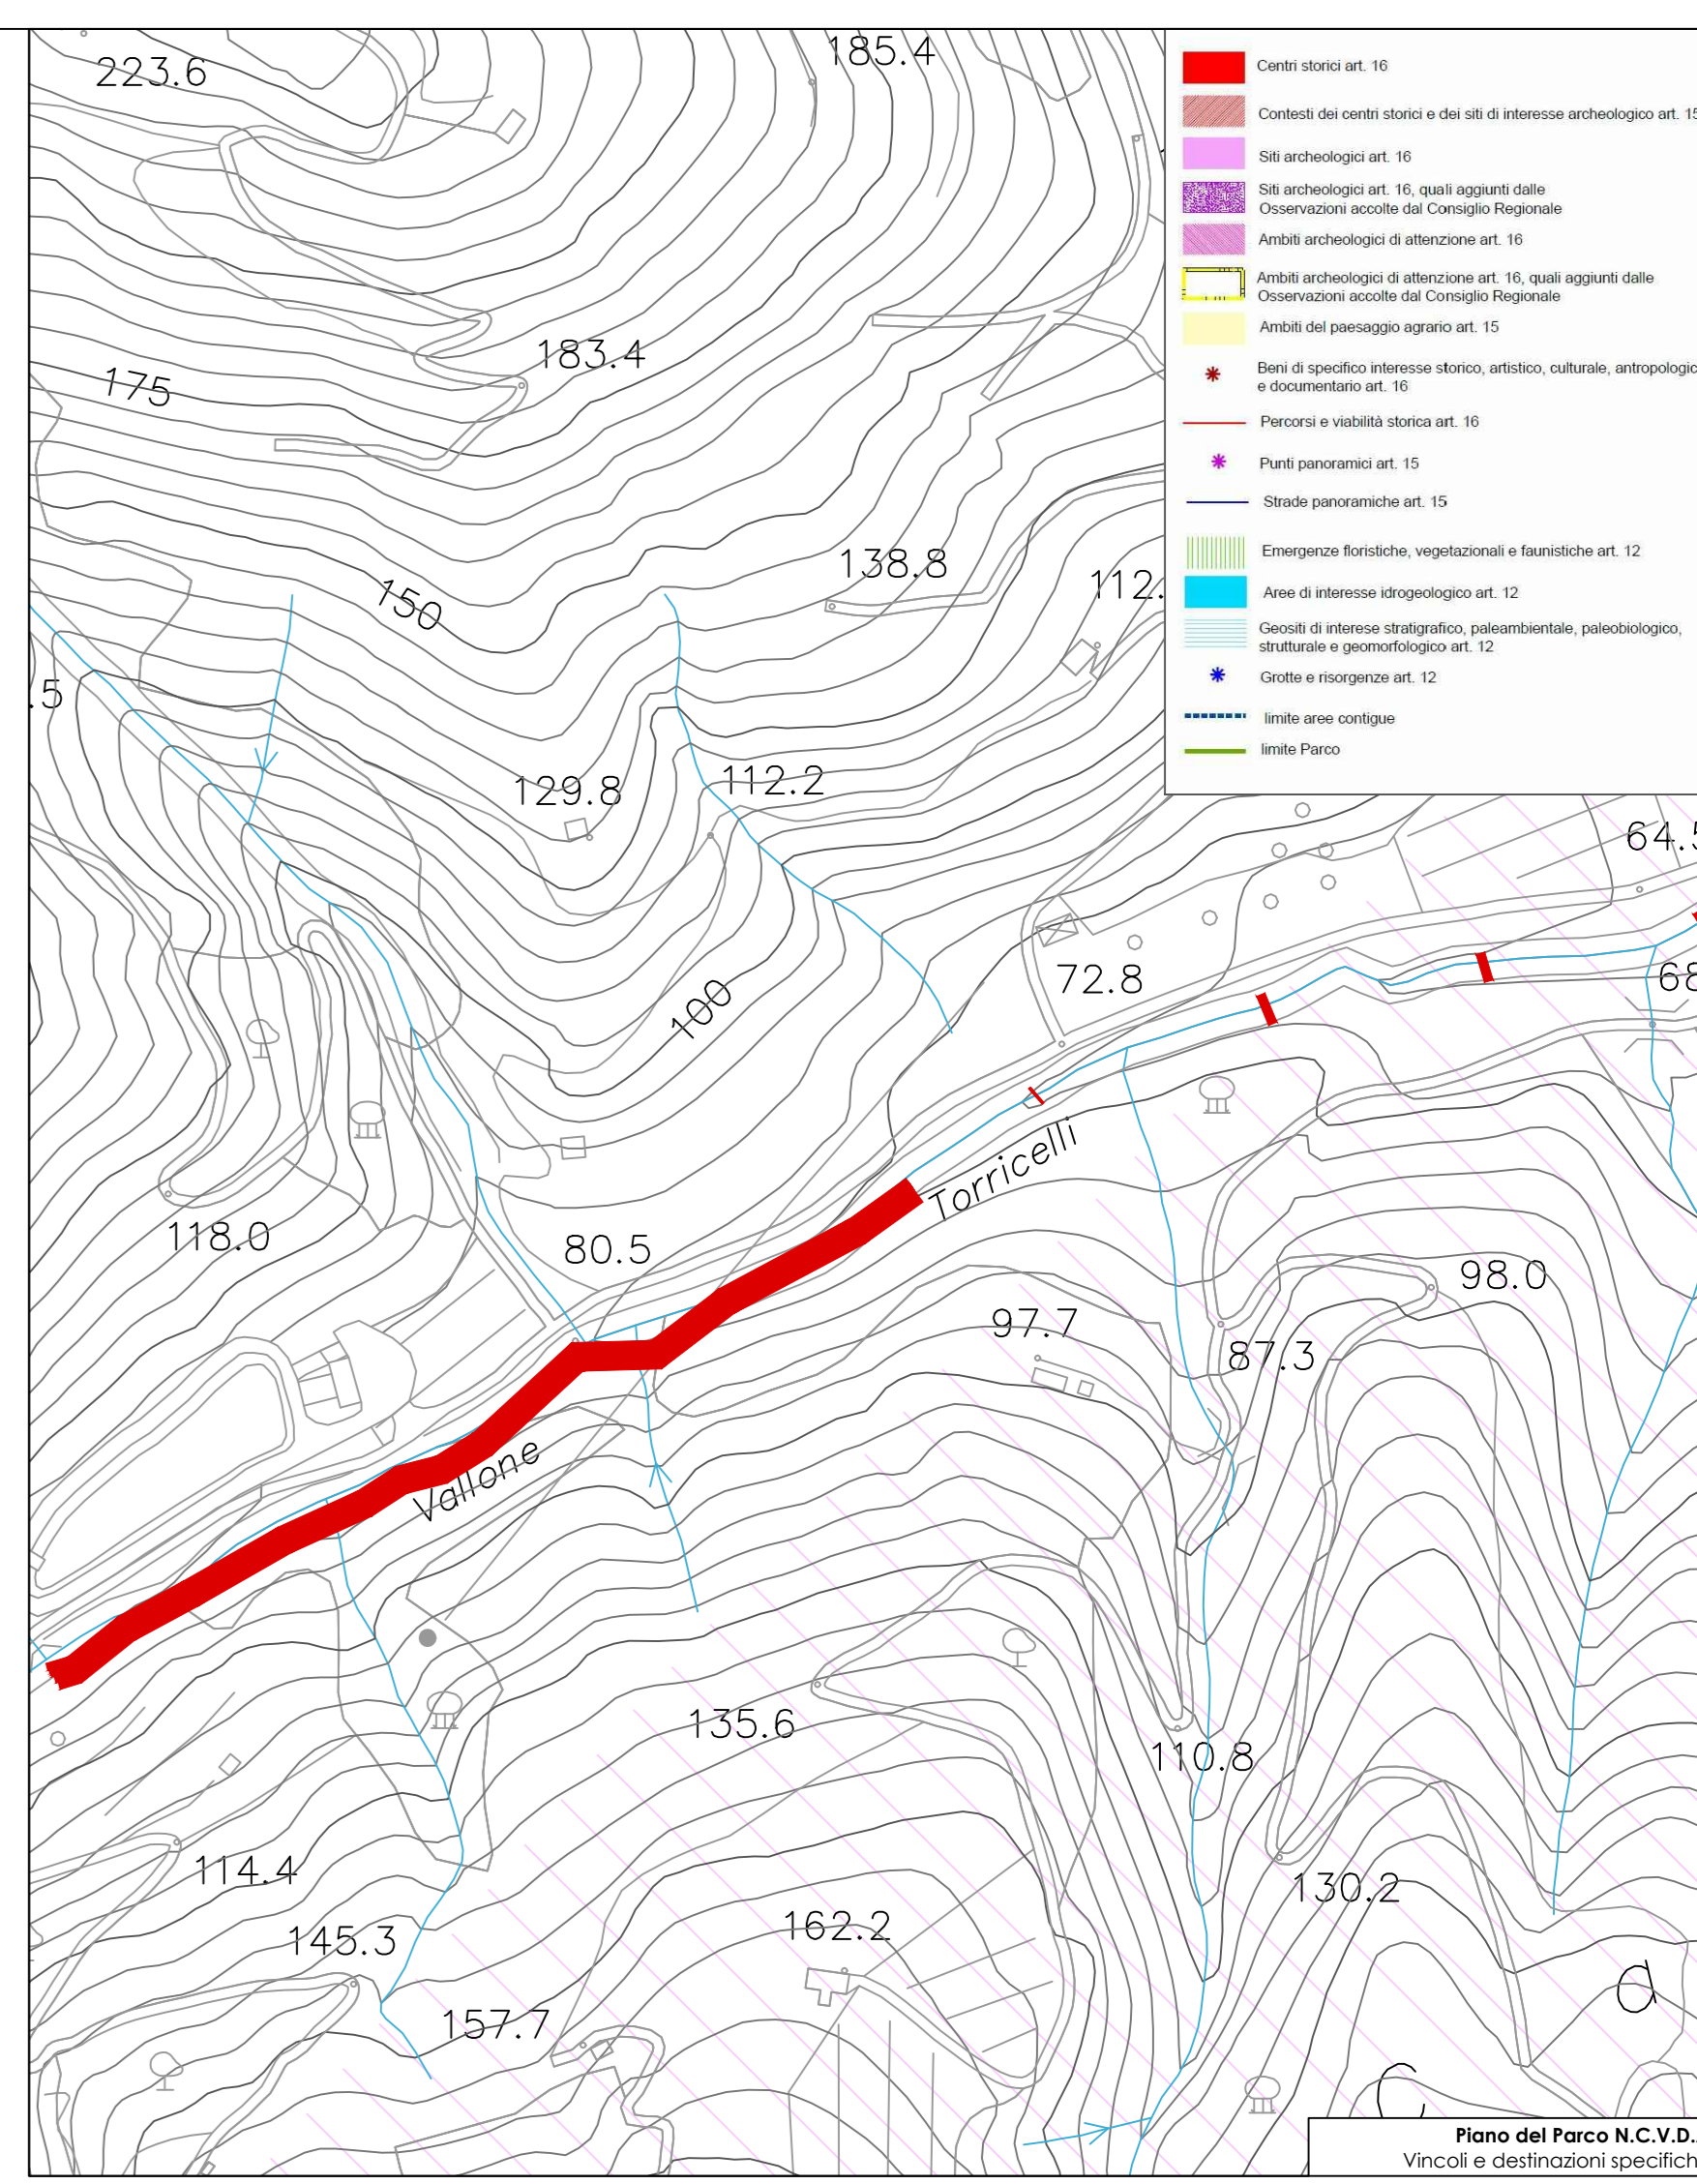 223.6
185.4
Centri storici art. 16
Contesti dei centri storici e dei siti di interesse archeologico art. 15
Siti archeologici art. 16
Siti archeologici art. 16, quali aggiunti dalle
Osservazioni accolte dal Consiglio Regionale
Ambiti archeologici di attenzione art. 16
Ambiti archeologici di attenzione art. 16, quali aggiunti dalle
Osservazioni accolte dal Consiglio Regionale
Ambiti del paesaggio agrario art. 15
Beni di specifico interesse storico, artistico, culturale, antropologic
e documentario art. 16
Percorsi e viabilità storica art. 16
Punti panoramici art. 15
Strade panoramiche art. 15
Emergenze floristiche, vegetazionali e faunistiche art. 12
Aree di interesse idrogeologico art. 12
Geositi di interese stratigrafico, paleambientale, paleobiologico,
strutturale e geomorfologico art. 12
Grotte e risorgenze art. 12
limite aree contigue
limite Parco
183.4
175
138.8
112.
150
.5
129.8
112.2
64.5
72.8
68
100
Torricelli
118.0
80.5
98.0
97.7
87.3
Vallone
135.6
110.8
114.4
130.2
162.2
145.3
157.7
d
C
Piano del Parco N.C.V.D.
Vincoli e destinazioni specifich